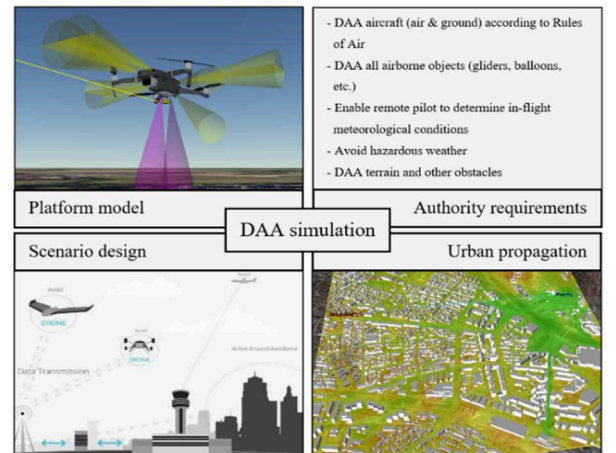 - DAA aircraft (air & ground) according to Rules
of Air
- DAA all airborne objects (gliders, balloons,
etc.)
- Enable remote pilot to determine in-flight
meteorological conditions
- Avoid hazardous weather
- DAA terrain and other obstacles
Platform model
Authority requirements
DAA simulation
Scenario design
Urban propagation
DRONE
Avoid
DRONE
Active Ground Avoidance
Data Transmission